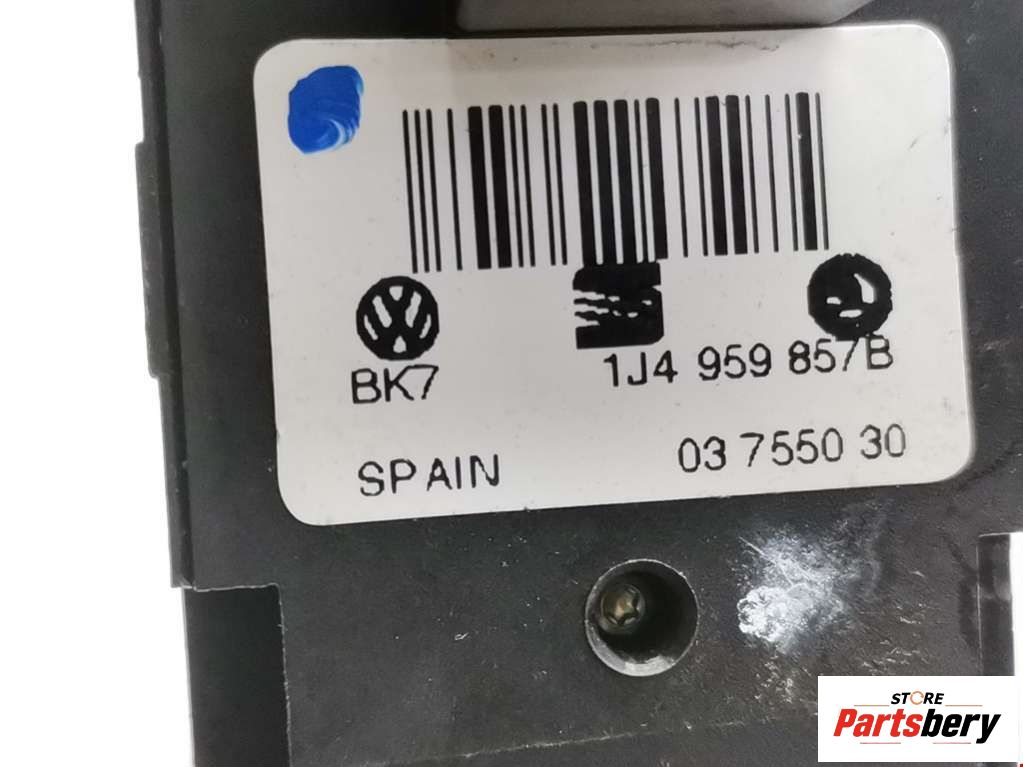 BK7
1J4 959 857B
SPAIN
03 7550 30
STORE
Partsbery